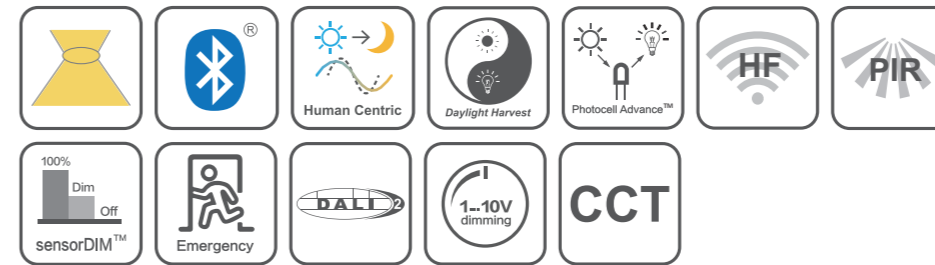 ®
Human Centric
Daylight Harvest
Photocell Advance™
HF
PIR
100%
Dim
Off
sensorDIM™
Emergency
DALI 2
1--10V
dimming
CCT